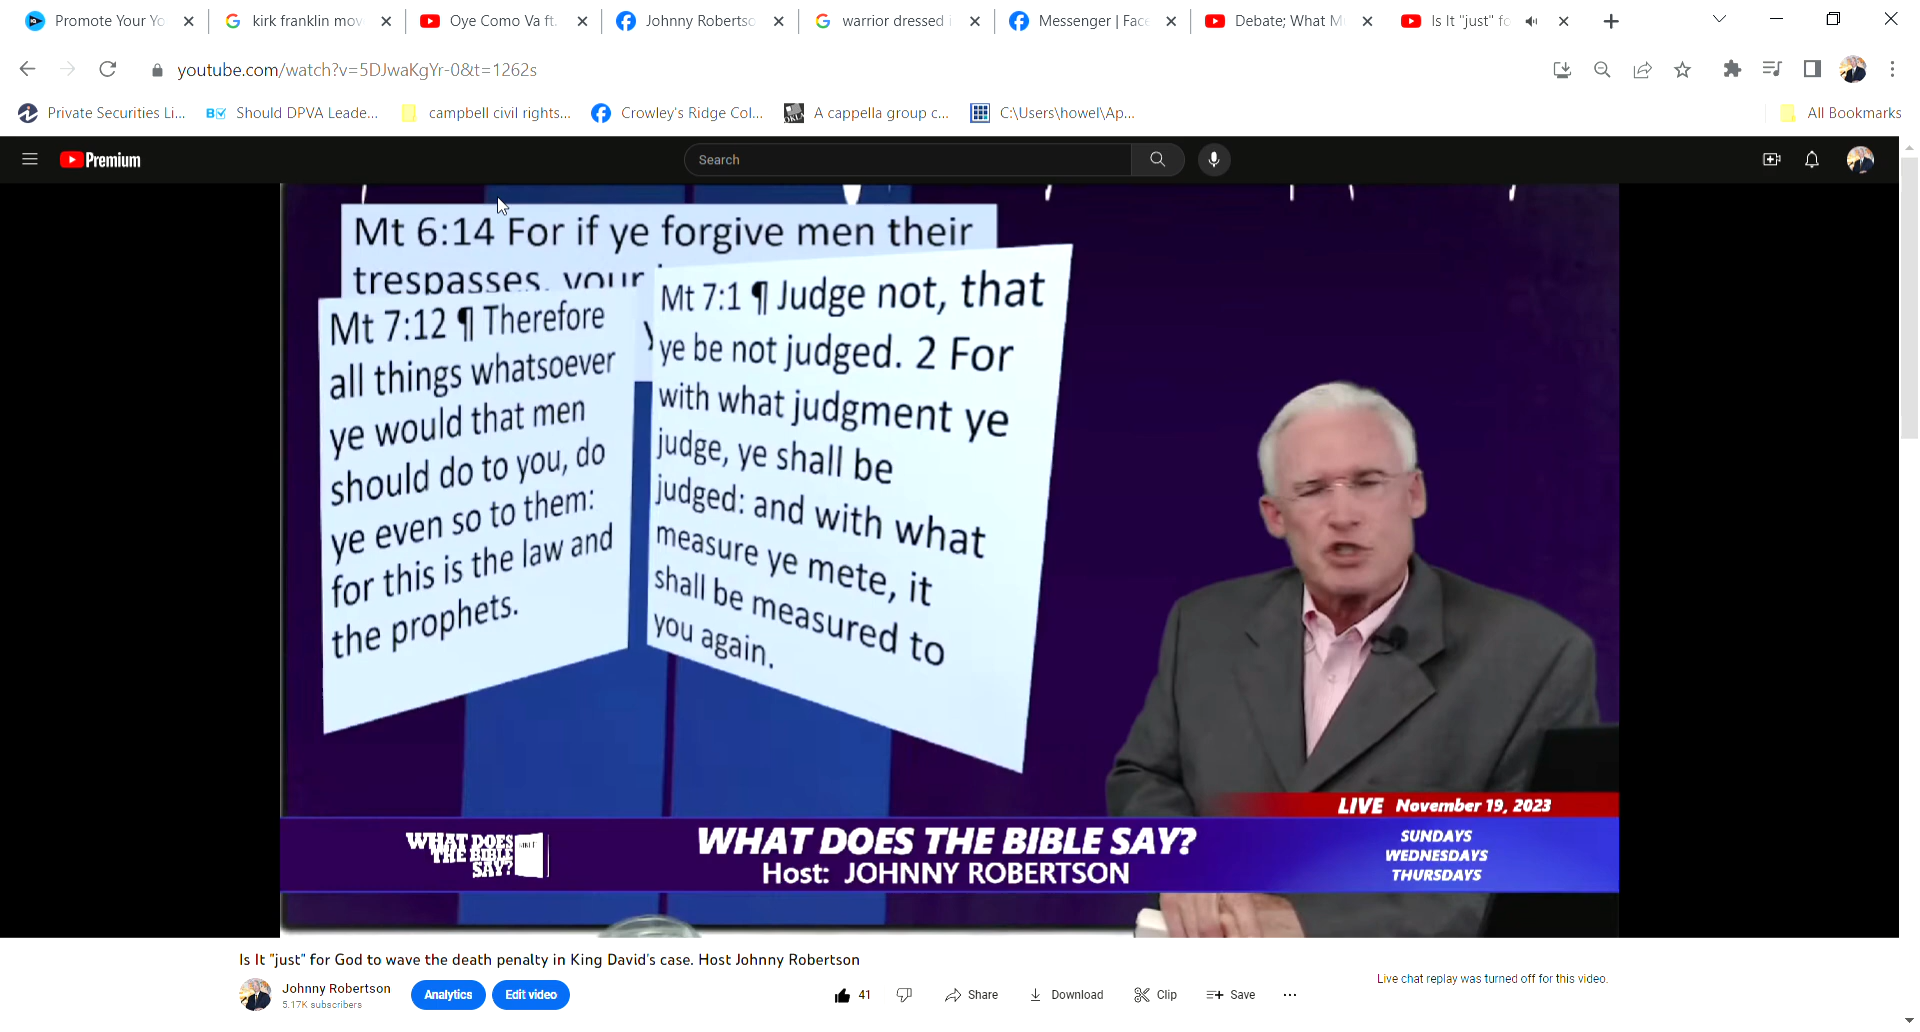 Promote Your Yo
kirk franklin mov
Oye Como Va ft.
Johnny Robertso
warrior dressed i
Messenger | Face
Debate; What M
Is It "just" fo
youtube.com/watch?v=5DJwaKgYr-0&t=1262s
Private Securities Li...
Should DPVA Leade...
campbell civil rights...
Crowley's Ridge Col...
A cappella group c...
C:\Users\howel\Ap...
All Bookmarks
Premium
Search
Mt 6:14 For if ye forgive men their
trespasses, your
Mt 7:12 ¶ Therefore
all things whatsoever
ye would that men
should do to you, do
ye even so to them:
for this is the law and
the prophets.
Mt 7:1 ¶ Judge not, that
ye be not judged. 2 For
with what judgment ye
judge, ye shall be
judged: and with what
measure ye mete, it
shall be measured to
you again.
LIVE November 19, 2023
WHAT DOES
THE BIBLE
SAY?
WHAT DOES THE BIBLE SAY?
Host: JOHNNY ROBERTSON
SUNDAYS
WEDNESDAYS
THURSDAYS
Is It "just" for God to wave the death penalty in King David's case. Host Johnny Robertson
Johnny Robertson
5.17K subscribers
Analytics
Edit video
41
Share
Download
Clip
Save
Live chat replay was turned off for this video.